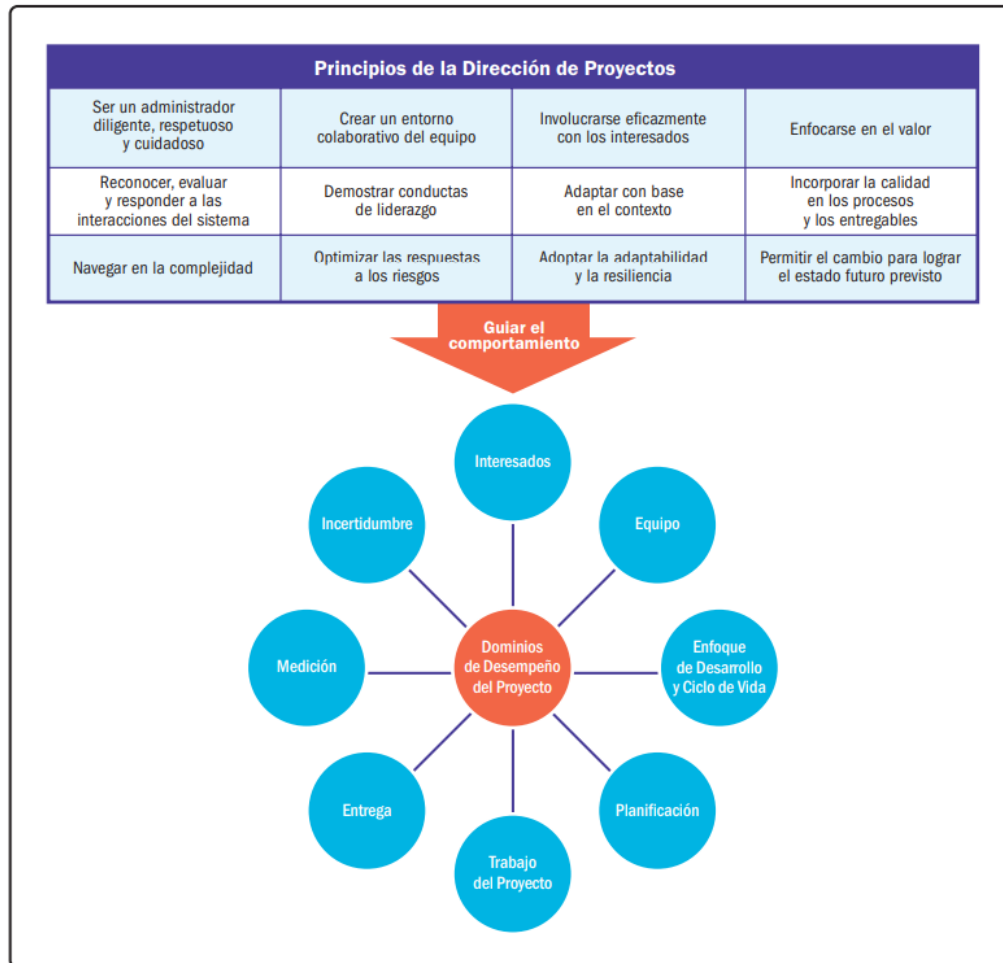 Principios de la Dirección de Proyectos
Ser un administrador
diligente, respetuoso
y cuidadoso
Crear un entorno
colaborativo del equipo
Involucrarse eficazmente
con los interesados
Enfocarse en el valor
Reconocer, evaluar
y responder a las
interacciones del sistema
Demostrar conductas
de liderazgo
Adaptar con base
en el contexto
Incorporar la calidad
en los procesos
y los entregables
Navegar en la complejidad
Optimizar las respuestas
a los riesgos
Adoptar la adaptabilidad
y la resiliencia
Permitir el cambio para lograr
el estado futuro previsto
Guiar el
comportamiento
Interesados
Incertidumbre
Equipo
Dominios
de Desempeño
del Proyecto
Medición
Enfoque
de Desarrollo
y Ciclo de Vida
Entrega
Planificación
Trabajo
del Proyecto